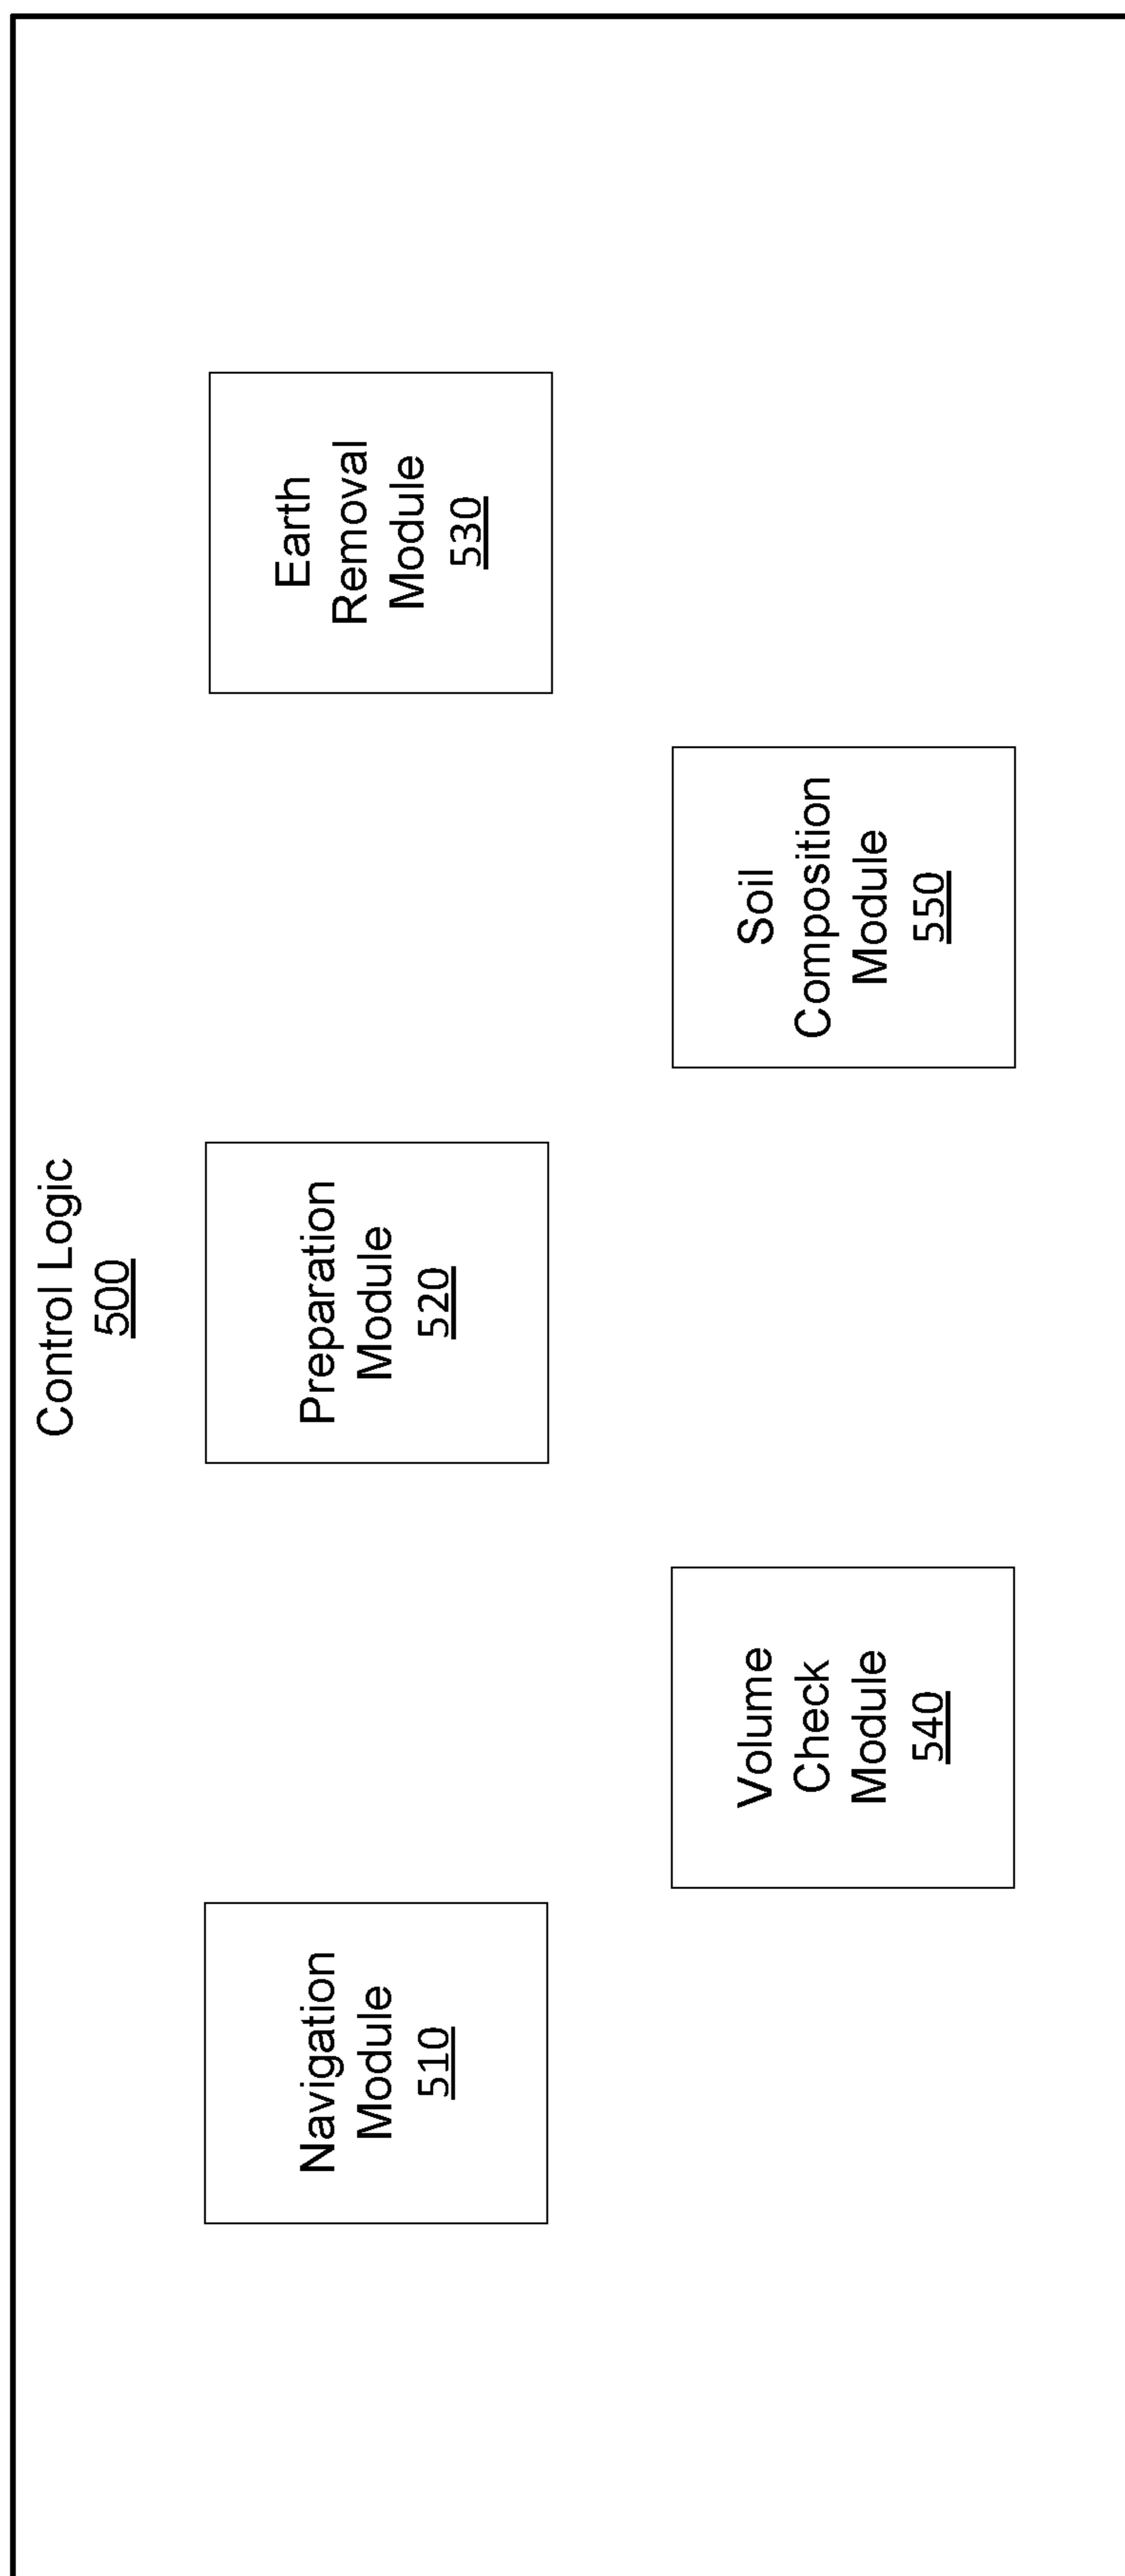 Control Logic
500
Navigation
Module
510
Preparation
Module
520
Earth
Removal
Module
530
Volume
Check
Module
540
Soil
Composition
Module
550